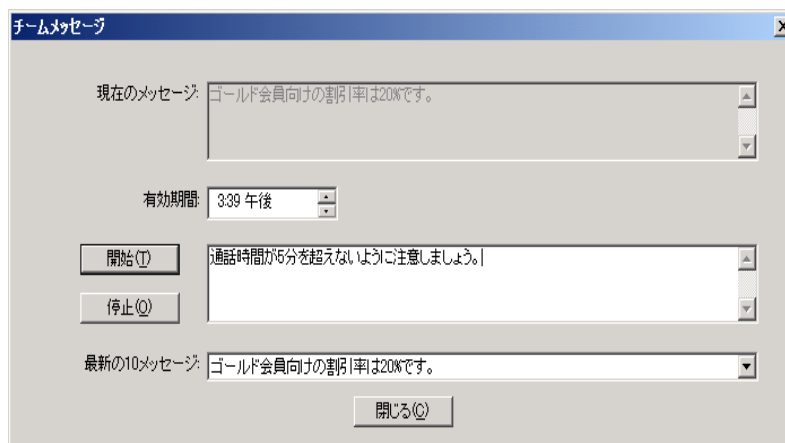 チームメッセージ
現在のメッセージ: ゴールド会員向けの割引率は20%です。
有効期間: 3:39 午後
開始(T)
通話時間が5分を超えないように注意しましょう。
停止(O)
最新の10メッセージ: ゴールド会員向けの割引率は20%です。
閉じる(C)